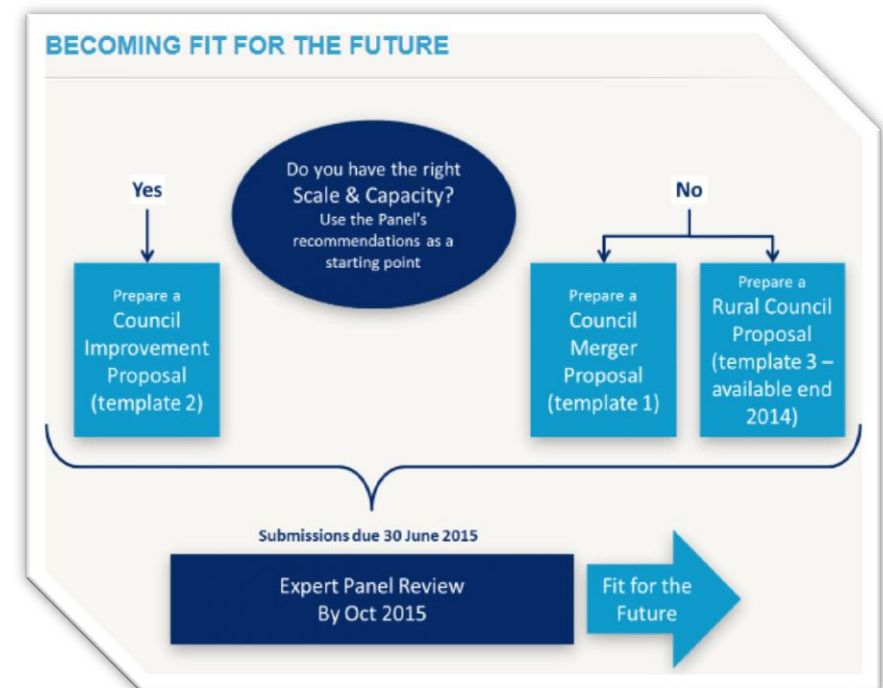 BECOMING FIT FOR THE FUTURE
Do you have the right
Scale & Capacity?
Use the Panel's
recommendations as a
starting point
Yes
No
Prepare a
Council
Improvement
Proposal
(template 2)
Prepare a
Council
Merger
Proposal
(template 1)
Prepare a
Rural Council
Proposal
(template 3 –
available end
2014)
Submissions due 30 June 2015
Expert Panel Review
By Oct 2015
Fit for the
Future